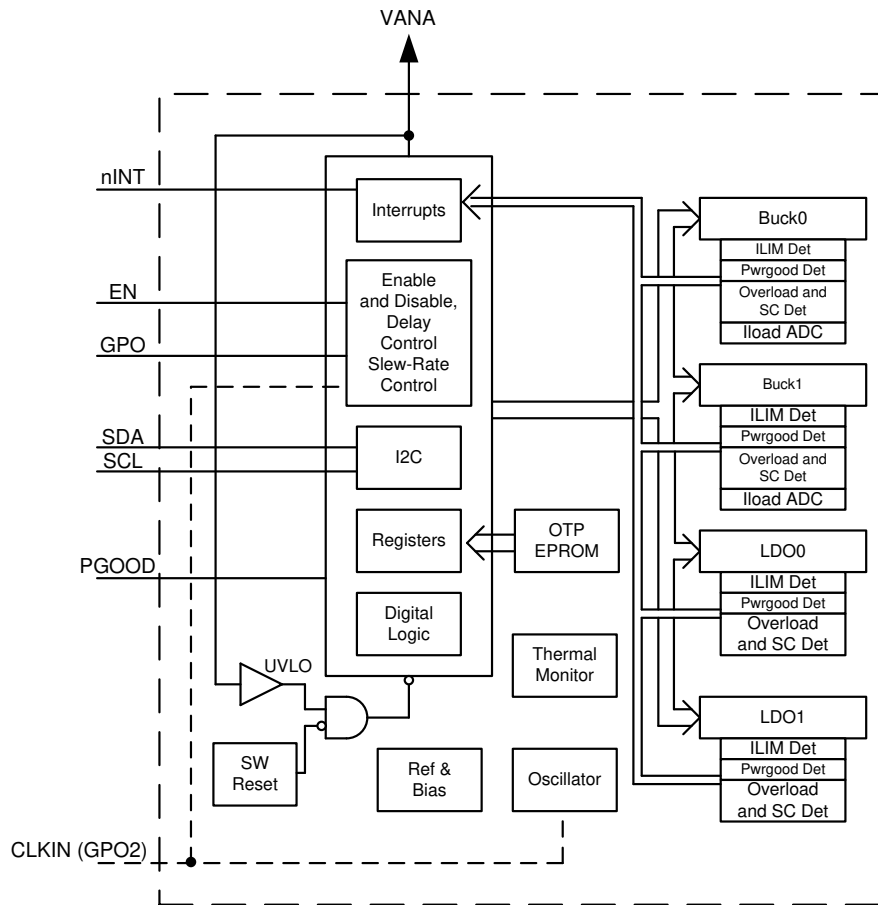 VANA
nINT
Interrupts
EN
GPO
Enable
and Disable,
Delay
Control
Slew-Rate
Control
SDA
SCL
I2C
Registers
OTP
EPROM
PGOOD
Digital
Logic
Thermal
Monitor
UVLO
SW
Reset
Ref &
Bias
Oscillator
CLKIN (GPO2)
Buck0
ILIM Det
Pwrgood Det
Overload and
SC Det
Iload ADC
Buck1
ILIM Det
Pwrgood Det
Overload and
SC Det
Iload ADC
LDO0
ILIM Det
Pwrgood Det
Overload
and SC Det
LDO1
ILIM Det
Pwrgood Det
Overload
and SC Det